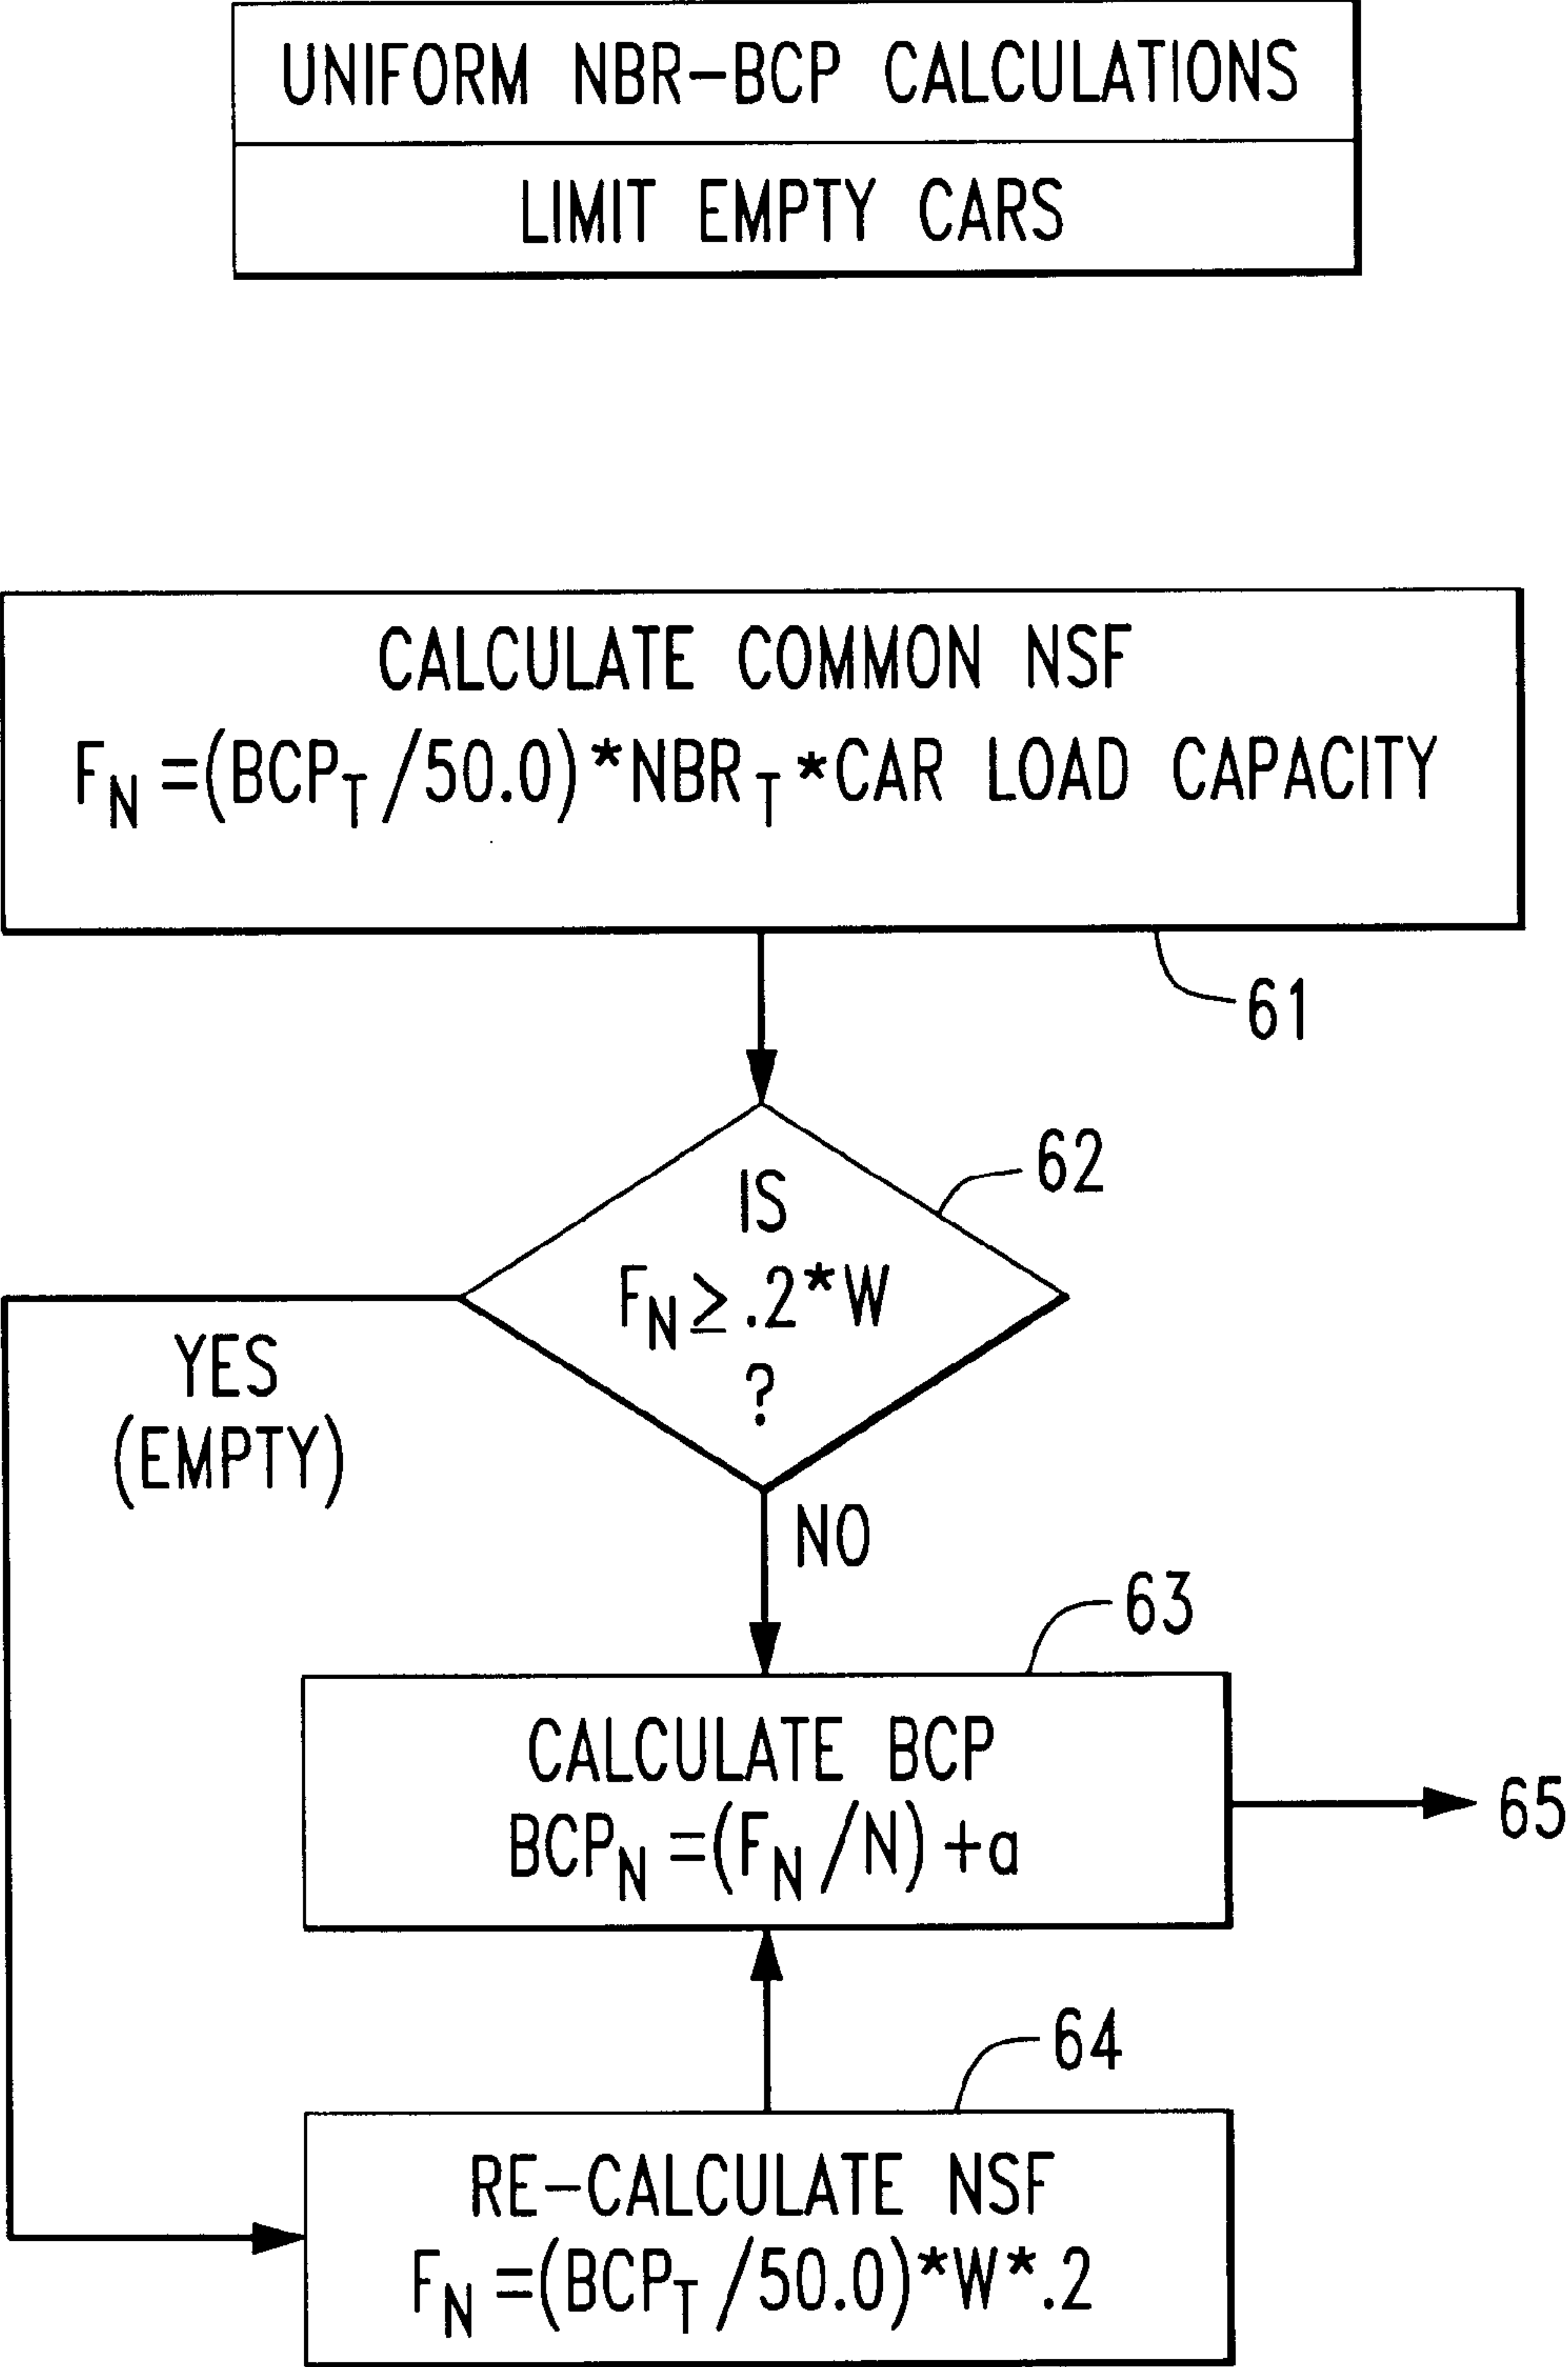 UNIFORM NBR-BCP CALCULATIONS
LIMIT EMPTY CARS
CALCULATE COMMON NSF
F_N =(BCP_T/50.0)*NBR_T*CAR LOAD CAPACITY
61
62
IS
F_N≥.2*W
?
YES
(EMPTY)
NO
63
CALCULATE BCP
BCP_N=(F_N/N)+a
65
64
RE-CALCULATE NSF
F_N=(BCP_T/50.0)*W*.2